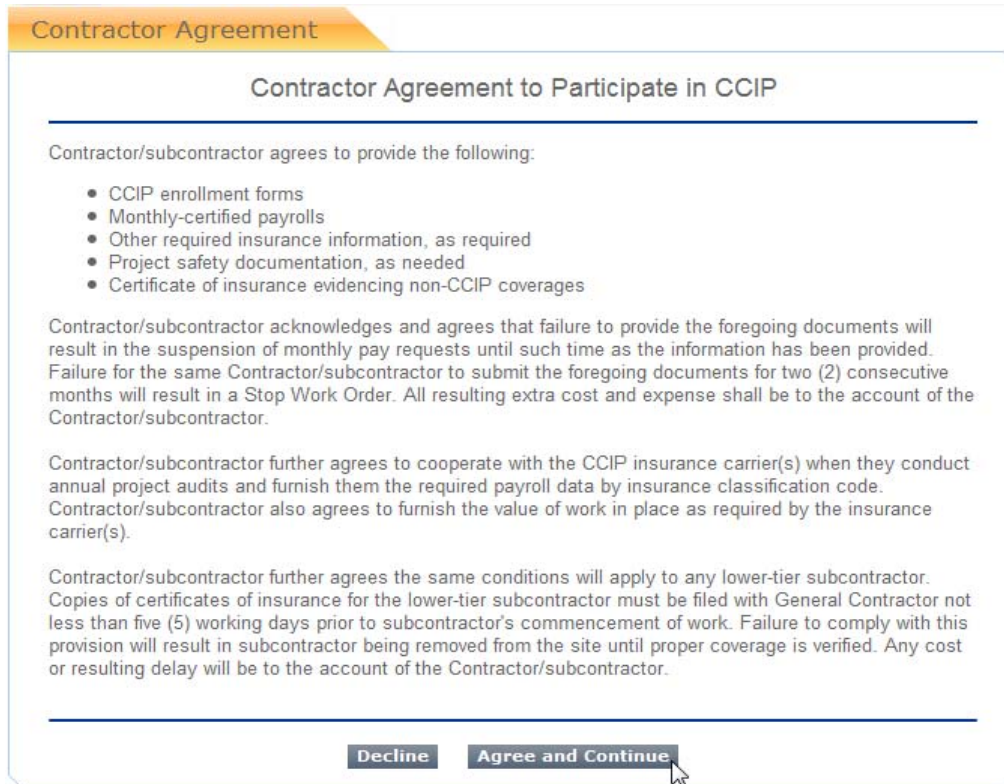 Contractor Agreement
Contractor Agreement to Participate in CCIP
Contractor/subcontractor agrees to provide the following:
• CCIP enrollment forms
• Monthly-certified payrolls
• Other required insurance information, as required
• Project safety documentation, as needed
• Certificate of insurance evidencing non-CCIP coverages
Contractor/subcontractor acknowledges and agrees that failure to provide the foregoing documents will
result in the suspension of monthly pay requests until such time as the information has been provided.
Failure for the same Contractor/subcontractor to submit the foregoing documents for two (2) consecutive
months will result in a Stop Work Order. All resulting extra cost and expense shall be to the account of the
Contractor/subcontractor.
Contractor/subcontractor further agrees to cooperate with the CCIP insurance carrier(s) when they conduct
annual project audits and furnish them the required payroll data by insurance classification code.
Contractor/subcontractor also agrees to furnish the value of work in place as required by the insurance
carrier(s).
Contractor/subcontractor further agrees the same conditions will apply to any lower-tier subcontractor.
Copies of certificates of insurance for the lower-tier subcontractor must be filed with General Contractor not
less than five (5) working days prior to subcontractor's commencement of work. Failure to comply with this
provision will result in subcontractor being removed from the site until proper coverage is verified. Any cost
or resulting delay will be to the account of the Contractor/subcontractor.
Decline Agree and Continue